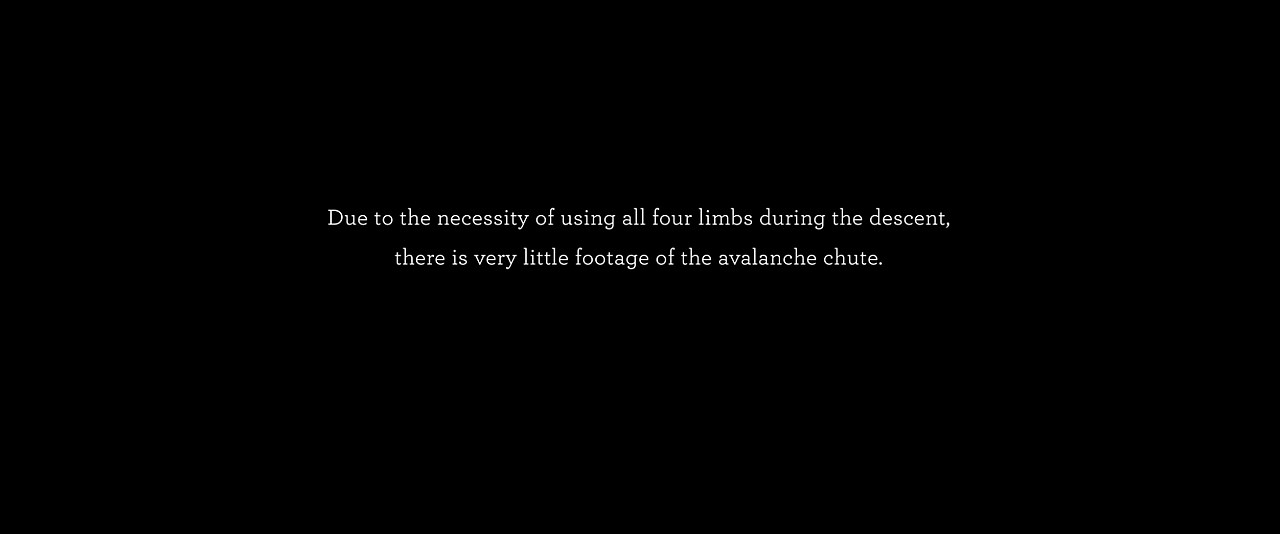 Due to the necessity of using all four limbs during the descent,
there is very little footage of the avalanche chute.